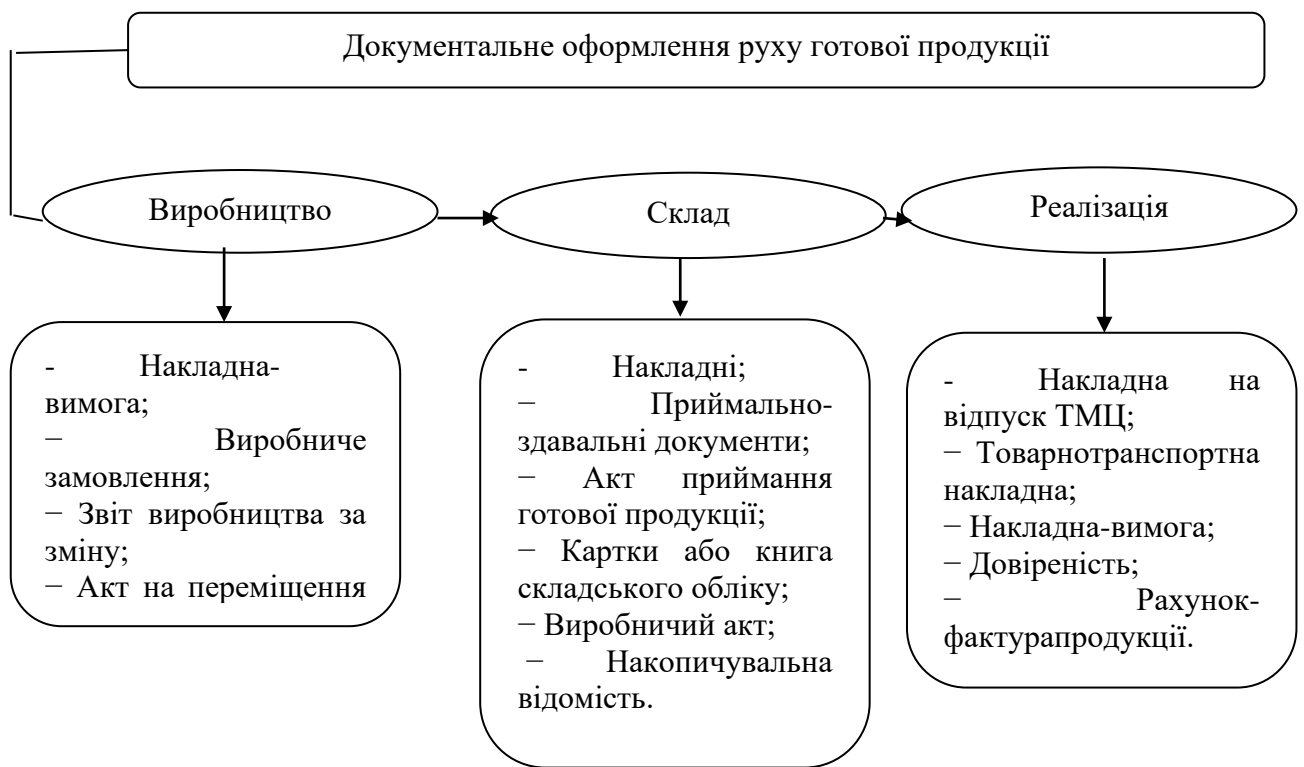 Документальне оформлення руху готової продукції
Виробництво
Склад
Реалізація
- Накладна-
вимога;
− Виробниче
замовлення;
− Звіт виробництва за
зміну;
− Акт на переміщення
- Накладні;
− Приймально-
здавальні документи;
− Акт приймання
готової продукції;
− Картки або книга
складського обліку;
− Виробничий акт;
− Накопичувальна
відомість.
- Накладна на
відпуск ТМЦ;
− Товарнотранспортна
накладна;
− Накладна-вимога;
− Довіреність;
− Рахунок-
фактурапродукції.